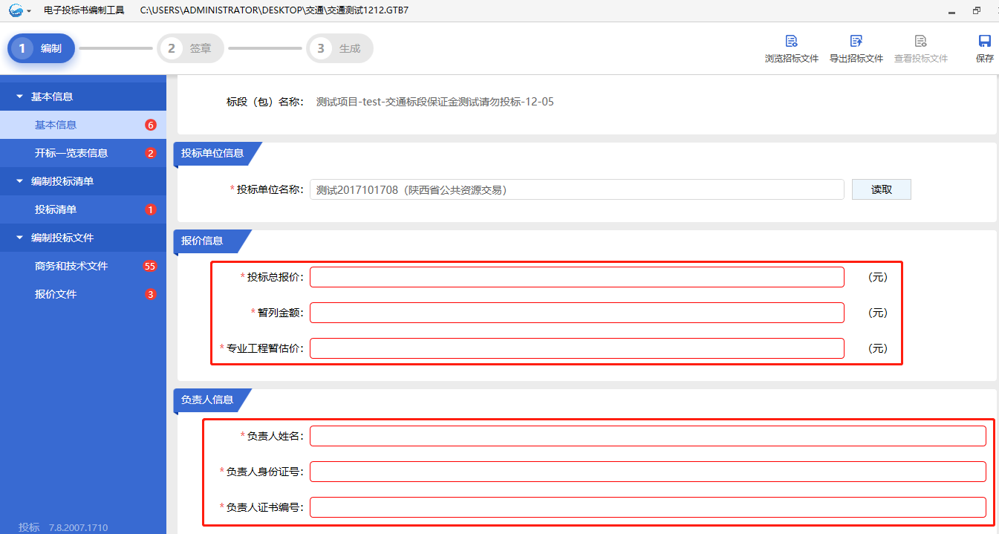 电子投标书编制工具 C:\USERS\ADMINISTRATOR\DESKTOP\交通\交通测试1212.GTB7
1 编制 2 签章 3 生成
浏览招标文件 导出招标文件 查看投标文件 保存
基本信息
基本信息 6
开标一览表信息 2
编制投标清单
投标清单 1
编制投标文件
商务和技术文件 55
报价文件 3
投标 7.8.2007.1710
标段（包）名称： 测试项目-test-交通标段保证金测试请勿投标-12-05
投标单位信息
*投标单位名称： 测试2017101708（陕西省公共资源交易） 读取
报价信息
*投标总报价： （元）
*暂列金额： （元）
*专业工程暂估价： （元）
负责人信息
*负责人姓名：
*负责人身份证号：
*负责人证书编号：